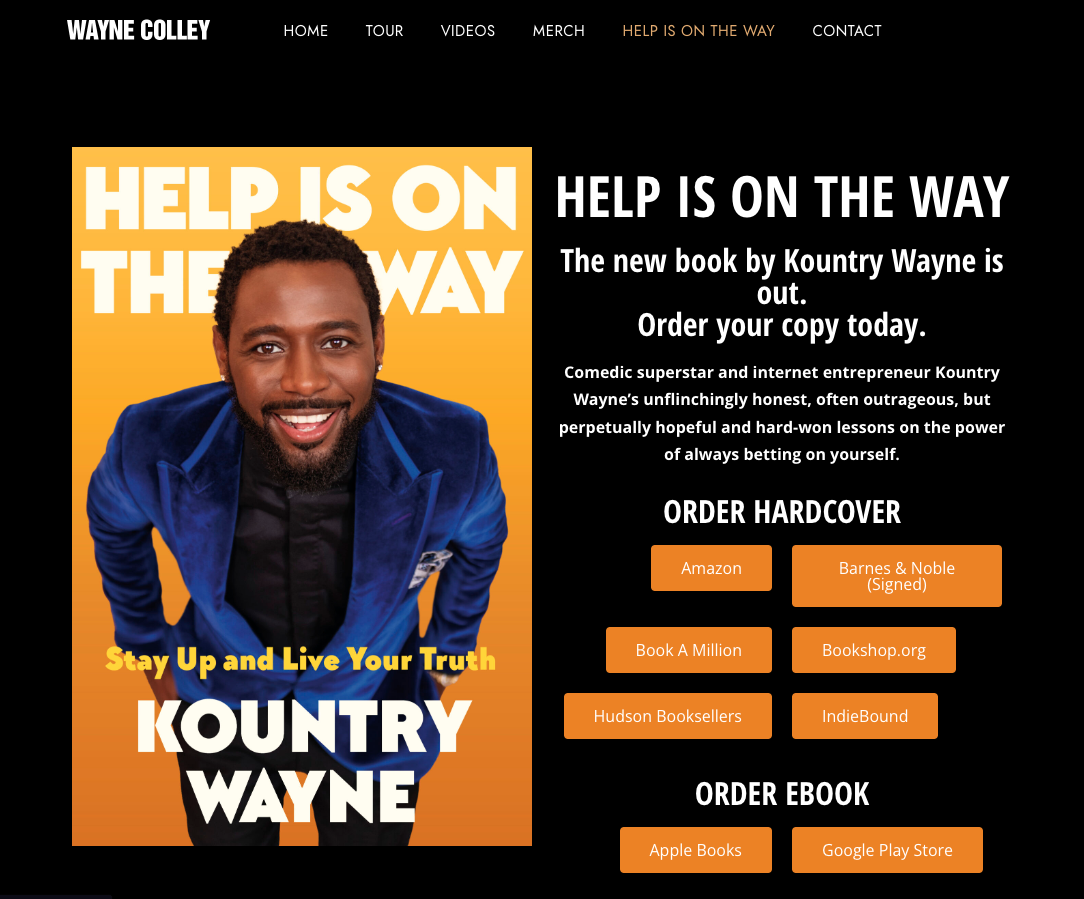 WAYNE COLLEY
HOME
TOUR
VIDEOS
MERCH
HELP IS ON THE WAY
CONTACT
HELP IS ON
THE WAY
Stay Up and Live Your Truth
KOUNTRY
WAYNE
HELP IS ON THE WAY
The new book by Kountry Wayne is
out.
Order your copy today.
Comedic superstar and internet entrepreneur Kountry
Wayne’s unflinchingly honest, often outrageous, but
perpetually hopeful and hard-won lessons on the power
of always betting on yourself.
ORDER HARDCOVER
Amazon
Barnes & Noble
(Signed)
Book A Million
Bookshop.org
Hudson Booksellers
IndieBound
ORDER EBOOK
Apple Books
Google Play Store